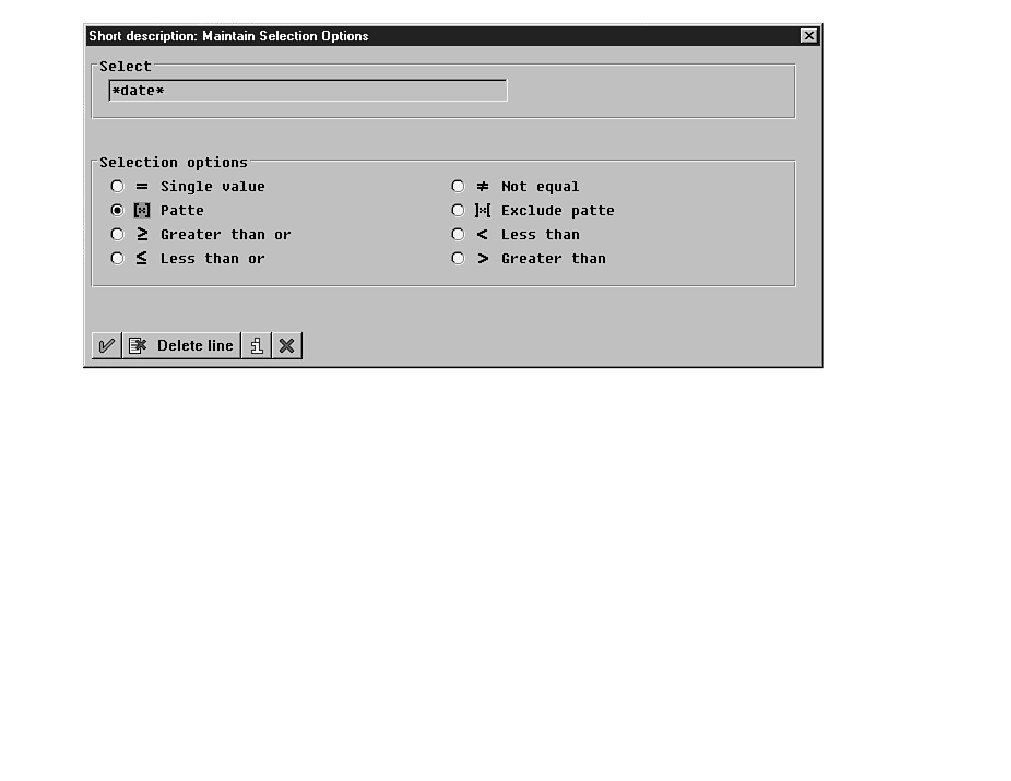 Short description: Maintain Selection Options
Select
*date*
Selection options
= Single value
≠ Not equal
[*] Patte
]*[ Exclude patte
≥ Greater than or
< Less than
≤ Less than or
> Greater than
Delete line